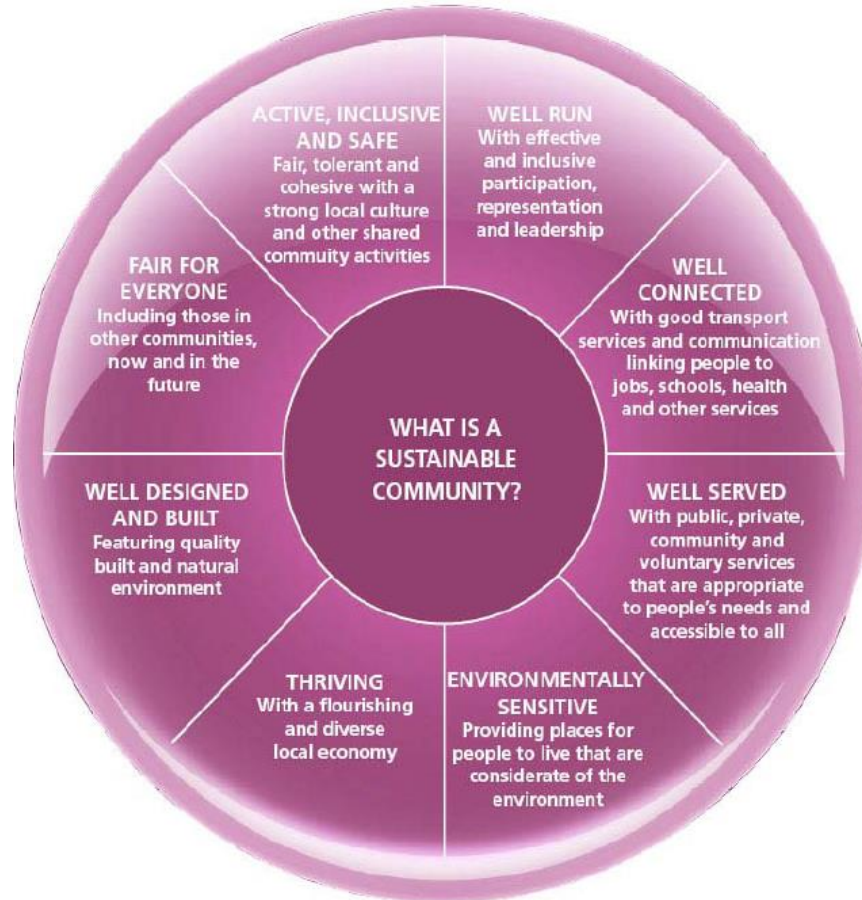 WHAT IS A
SUSTAINABLE
COMMUNITY?
ACTIVE, INCLUSIVE
AND SAFE
Fair, tolerant and
cohesive with a
strong local culture
and other shared
commuity activities
WELL RUN
With effective
and inclusive
participation,
representation
and leadership
WELL
CONNECTED
With good transport
services and communication
linking people to
jobs, schools, health
and other services
WELL SERVED
With public, private,
community and
voluntary services
that are appropriate
to people's needs and
accessible to all
ENVIRONMENTALLY
SENSITIVE
Providing places for
people to live that are
considerate of the
environment
THRIVING
With a flourishing
and diverse
local economy
WELL DESIGNED
AND BUILT
Featuring quality
built and natural
environment
FAIR FOR
EVERYONE
Including those in
other communities,
now and in the
future